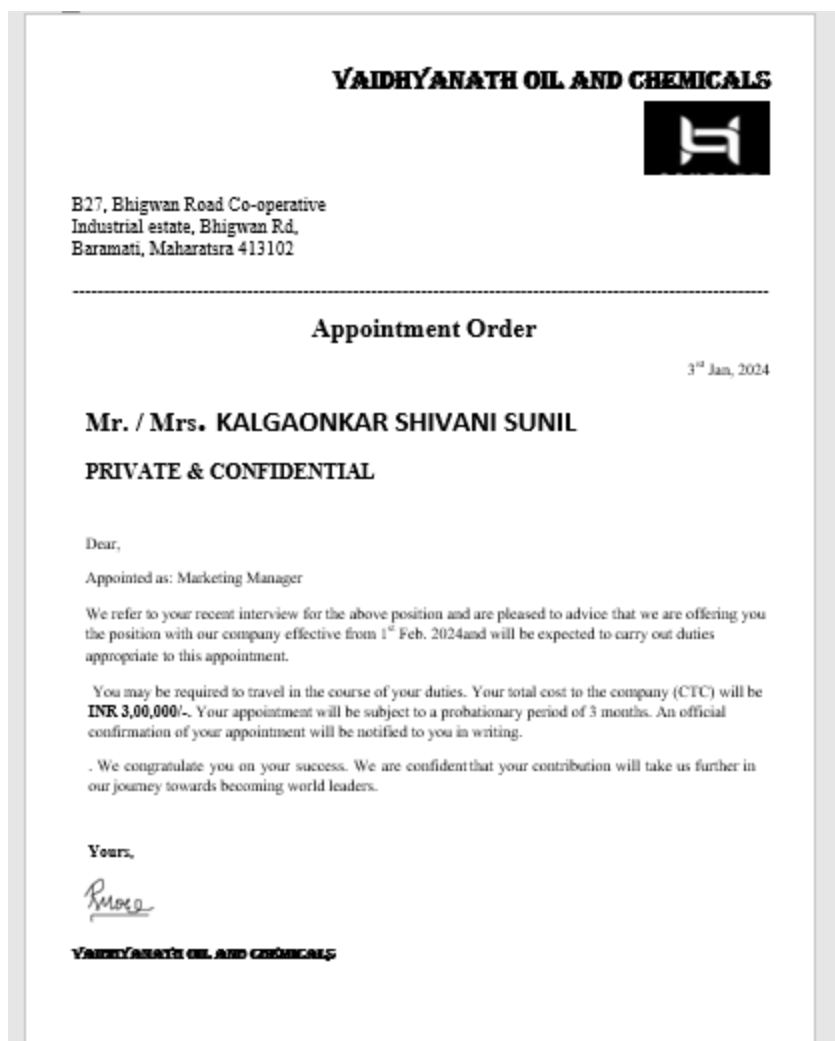 VAIDHYANATH OIL AND CHEMICALS
B27, Bhigwan Road Co-operative
Industrial estate, Bhigwan Rd,
Baramati, Maharatsra 413102
Appointment Order
3rd Jan, 2024
Mr. / Mrs. KALGAONKAR SHIVANI SUNIL
PRIVATE & CONFIDENTIAL
Dear,
Appointed as: Marketing Manager
We refer to your recent interview for the above position and are pleased to advice that we are offering you
the position with our company effective from 1st Feb. 2024and will be expected to carry out duties
appropriate to this appointment.
You may be required to travel in the course of your duties. Your total cost to the company (CTC) will be
INR 3,00,000/-. Your appointment will be subject to a probationary period of 3 months. An official
confirmation of your appointment will be notified to you in writing.
. We congratulate you on your success. We are confident that your contribution will take us further in
our journey towards becoming world leaders.
Yours,
VAIDHYANATH OIL AND CHEMICALS